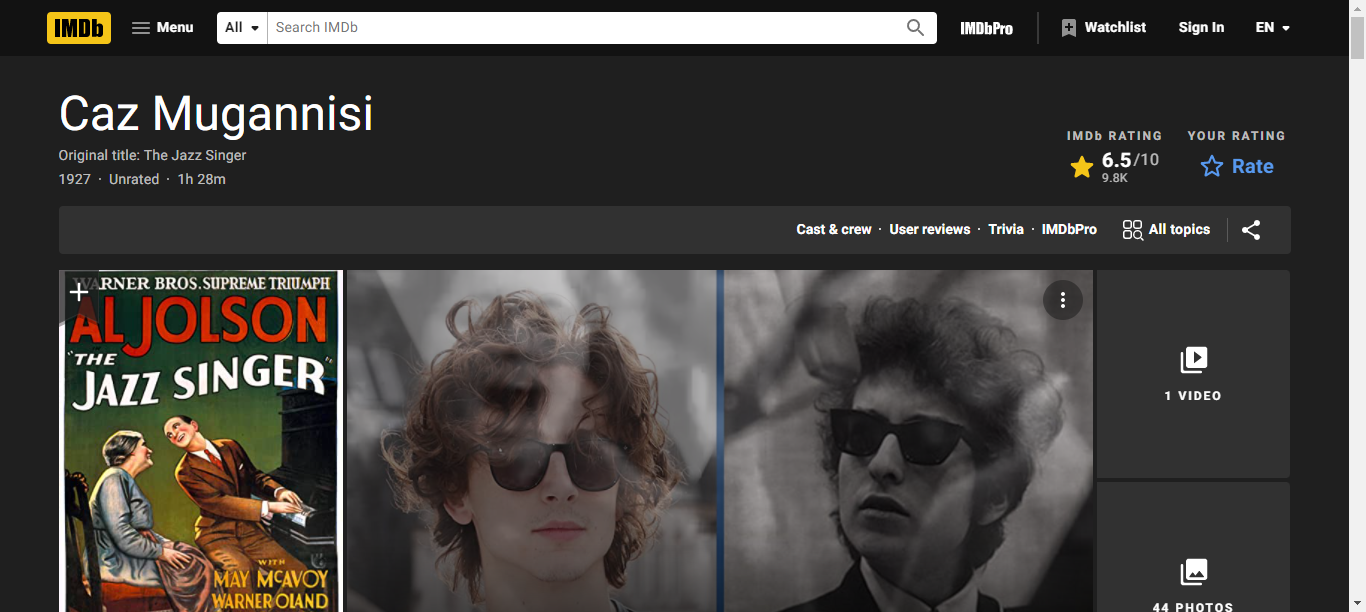 IMDb
Menu
All
Search IMDb
IMDbPro
Watchlist
Sign In
EN
Caz Mugannisi
Original title: The Jazz Singer
1927 · Unrated · 1h 28m
IMDb RATING
6.5/10
9.8K
YOUR RATING
Rate
Cast & crew · User reviews · Trivia · IMDbPro
All topics
WARNER BROS. SUPREME TRIUMPH
AL JOLSON
"THE
JAZZ SINGER"
WITH
MAY McAVOY
WARNER OLAND
1 VIDEO
44 PHOTOS